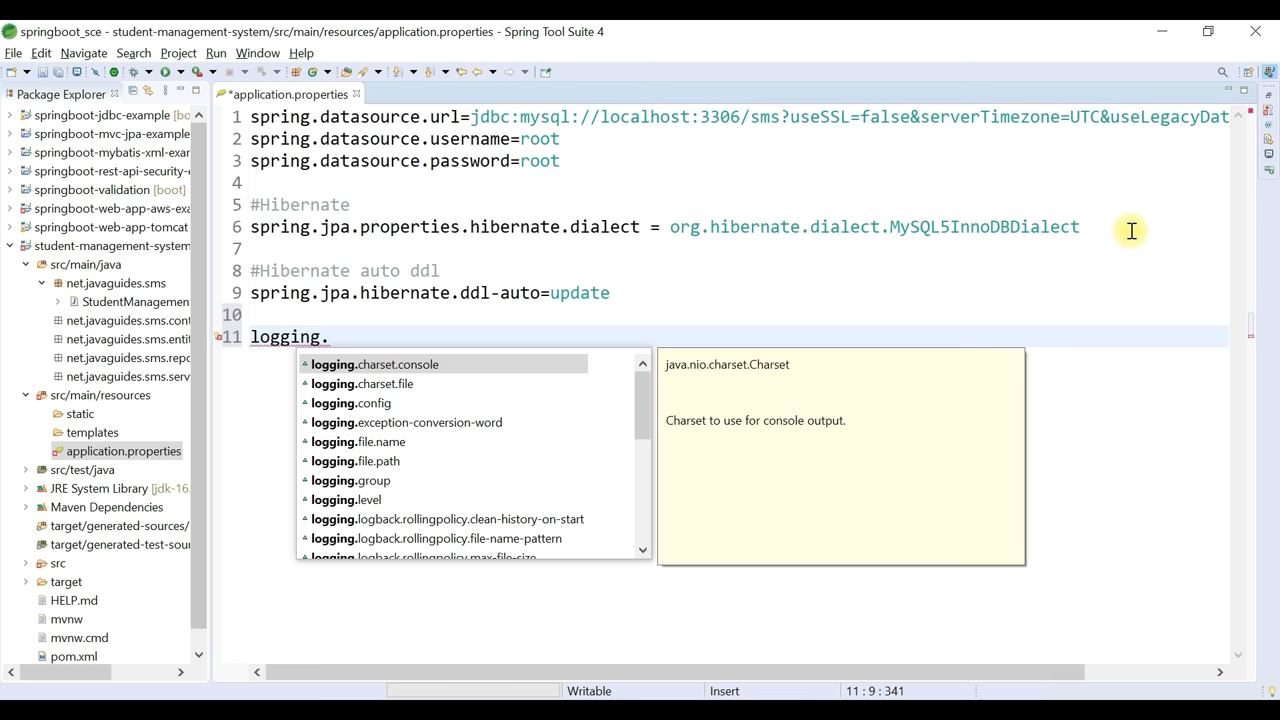 springboot_sce - student-management-system/src/main/resources/application.properties - Spring Tool Suite 4
File Edit Navigate Search Project Run Window Help
Package Explorer
*application.properties
springboot-jdbc-example [bo
springboot-mvc-jpa-example
springboot-mybatis-xml-exar
springboot-rest-api-security-
springboot-validation [boot]
springboot-web-app-aws-exa
springboot-web-app-tomcat
student-management-system
src/main/java
net.javaguides.sms
StudentManagemen
net.javaguides.sms.cont
net.javaguides.sms.enti
net.javaguides.sms.repo
net.javaguides.sms.serv
src/main/resources
static
templates
application.properties
src/test/java
JRE System Library [jdk-16.
Maven Dependencies
target/generated-sources/
target/generated-test-sour
src
target
HELP.md
mvnw
mvnw.cmd
pom.xml
1 spring.datasource.url=jdbc:mysql://localhost:3306/sms?useSSL=false&serverTimezone=UTC&useLegacyDat
2 spring.datasource.username=root
3 spring.datasource.password=root
4
5 #Hibernate
6 spring.jpa.properties.hibernate.dialect = org.hibernate.dialect.MySQL5InnoDBDialect
7
8 #Hibernate auto ddl
9 spring.jpa.hibernate.ddl-auto=update
10
11 logging.
logging.charset.console
logging.charset.file
logging.config
logging.exception-conversion-word
logging.file.name
logging.file.path
logging.group
logging.level
logging.logback.rollingpolicy.clean-history-on-start
logging.logback.rollingpolicy.file-name-pattern
logging.logback.rollingpolicy.max-file-size
java.nio.charset.Charset
Charset to use for console output.
Writable Insert 11 : 9 : 341